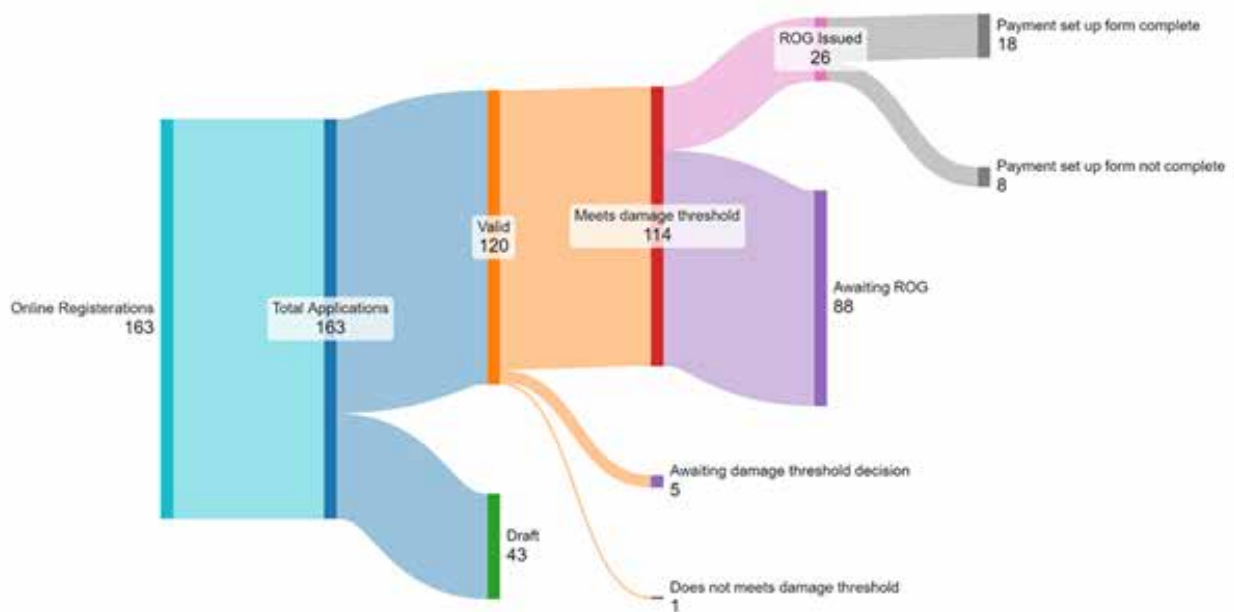 Online Registerations
163
Total Applications
163
Valid
120
Draft
43
Meets damage threshold
114
Awaiting damage threshold decision
5
Does not meets damage threshold
1
ROG Issued
26
Awaiting ROG
88
Payment set up form complete
18
Payment set up form not complete
8